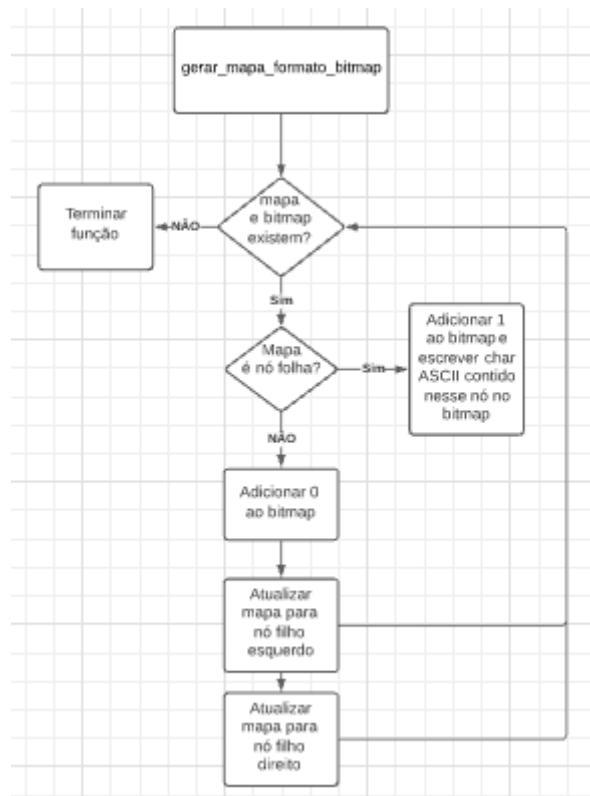 gerar_mapa_formato_bitmap
mapa
e bitmap
existem?
NÃO
Terminar
função
Sim
Mapa
é nó folha?
Sim
Adicionar 1
ao bitmap e
escrever char
ASCII contido
nesse nó no
bitmap
NÃO
Adicionar 0
ao bitmap
Atualizar
mapa para
nó filho
esquerdo
Atualizar
mapa para
nó filho
direito